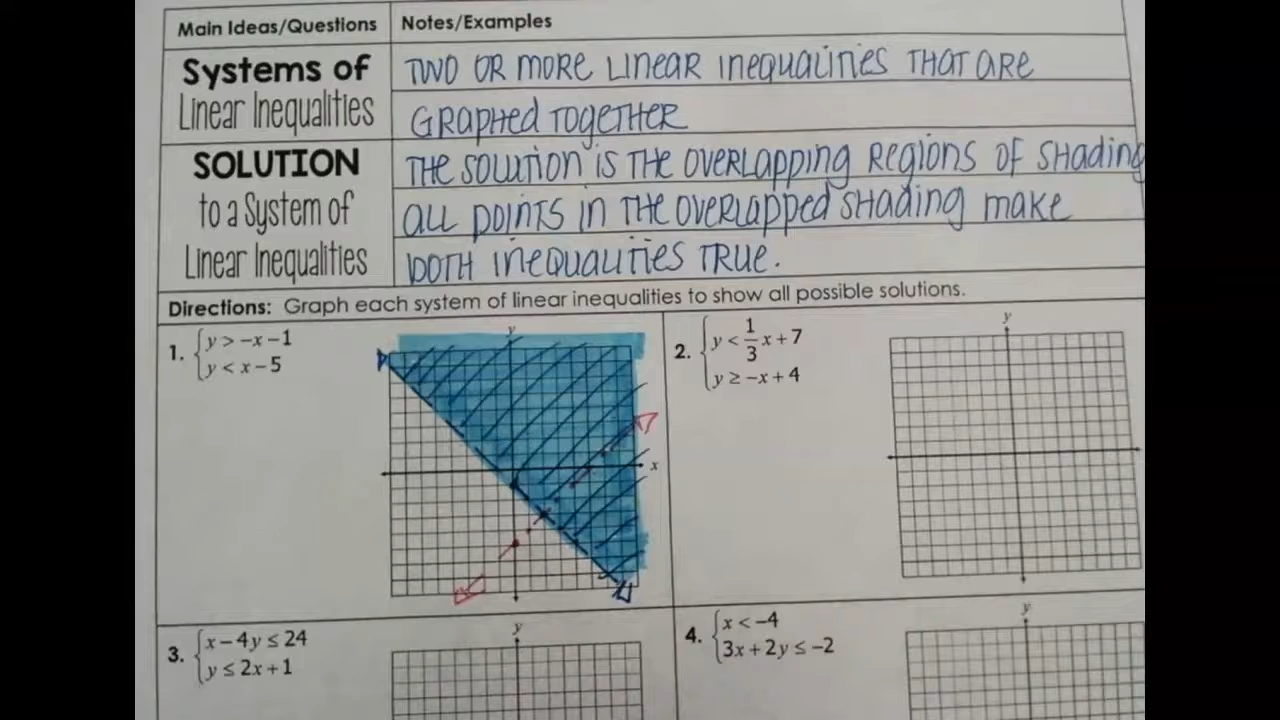 Main Ideas/Questions
Notes/Examples
Systems of
Linear Inequalities
TWO OR MORE LINEAR INEQUALITIES THAT ARE
GRAPHED TOGETHER
SOLUTION
to a System of
Linear Inequalities
THE SOLUTION IS THE OVERLAPPING REGIONS OF SHADING
ALL POINTS IN THE OVERLAPPED SHADING MAKE
BOTH INEQUALITIES TRUE.
Directions: Graph each system of linear inequalities to show all possible solutions.
1. { y > −x − 1
y < x − 5
y
x
2. { y < 1/3 x + 7
y ≥ −x + 4
y
3. { x − 4y ≤ 24
y ≤ 2x + 1
y
4. { x < −4
3x + 2y ≤ −2
y